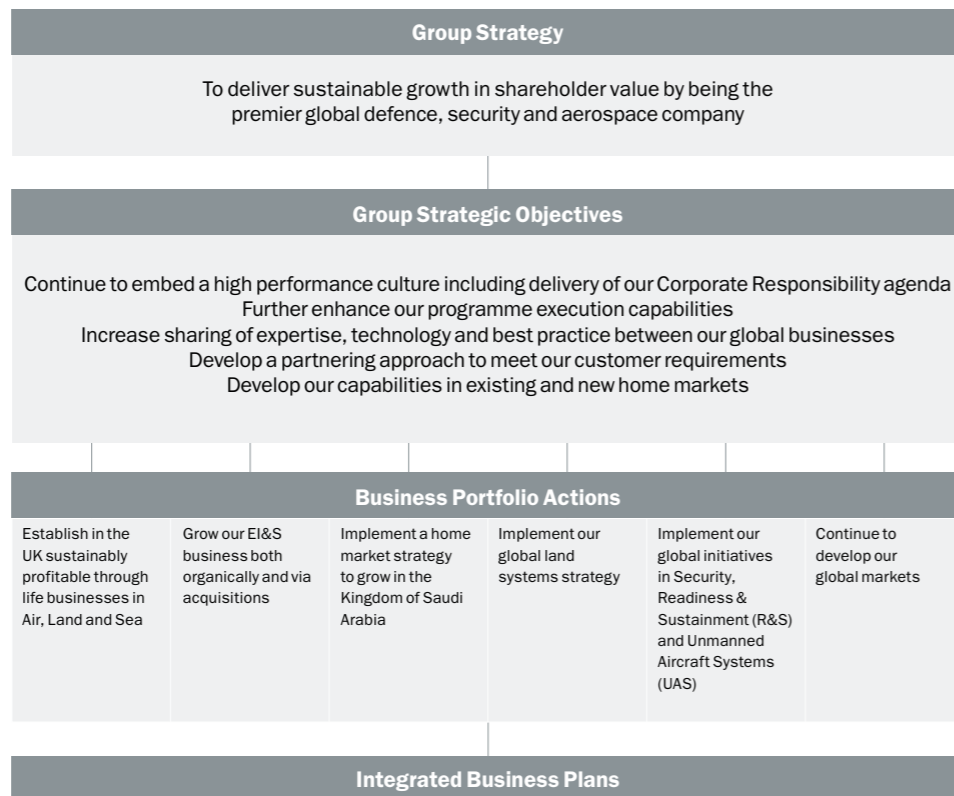 Group Strategy
To deliver sustainable growth in shareholder value by being the
premier global defence, security and aerospace company
Group Strategic Objectives
Continue to embed a high performance culture including delivery of our Corporate Responsibility agenda
Further enhance our programme execution capabilities
Increase sharing of expertise, technology and best practice between our global businesses
Develop a partnering approach to meet our customer requirements
Develop our capabilities in existing and new home markets
Business Portfolio Actions
Establish in the
UK sustainably
profitable through
life businesses in
Air, Land and Sea
Grow our EI&S
business both
organically and via
acquisitions
Implement a home
market strategy
to grow in the
Kingdom of Saudi
Arabia
Implement our
global land
systems strategy
Implement our
global initiatives
in Security,
Readiness &
Sustainment (R&S)
and Unmanned
Aircraft Systems
(UAS)
Continue to
develop our
global markets
Integrated Business Plans